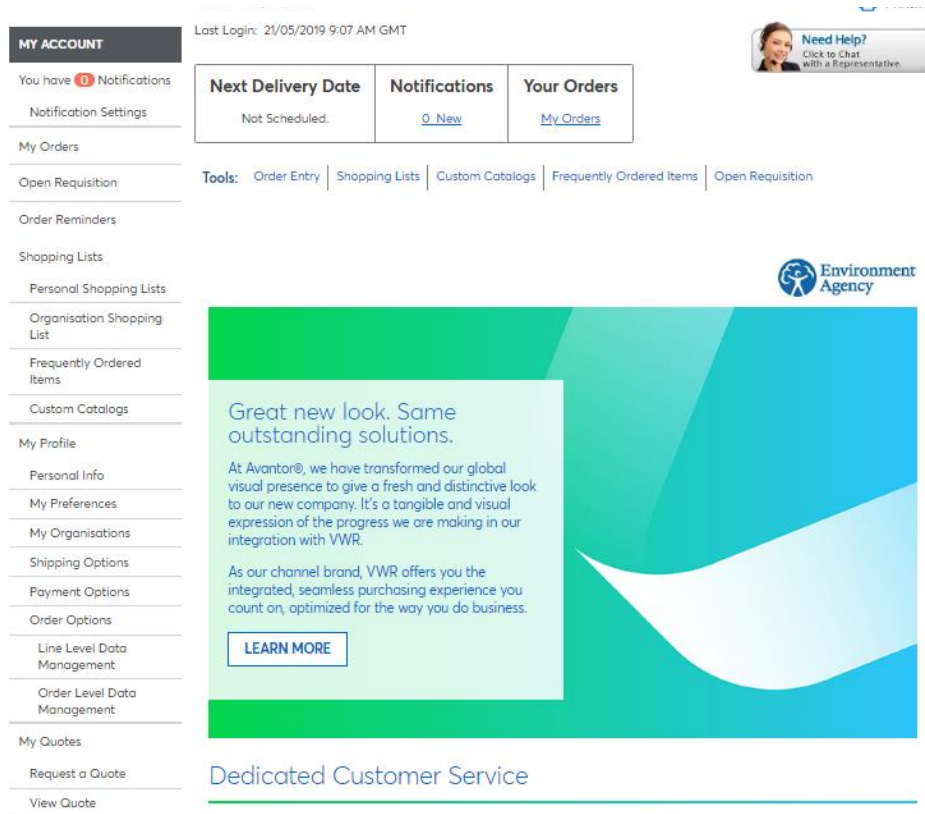 Last Login: 21/05/2019 9:07 AM GMT
MY ACCOUNT
You have 0 Notifications
Notification Settings
My Orders
Open Requisition
Order Reminders
Shopping Lists
Personal Shopping Lists
Organisation Shopping
List
Frequently Ordered
Items
Custom Catalogs
My Profile
Personal Info
My Preferences
My Organisations
Shipping Options
Payment Options
Order Options
Line Level Data
Management
Order Level Data
Management
My Quotes
Request a Quote
View Quote
Need Help?
Click to Chat
with a Representative.
Next Delivery Date
Not Scheduled.
Notifications
0 New
Your Orders
My Orders
Tools: Order Entry | Shopping Lists | Custom Catalogs | Frequently Ordered Items | Open Requisition
Environment
Agency
Great new look. Same
outstanding solutions.
At Avantor®, we have transformed our global
visual presence to give a fresh and distinctive look
to our new company. It's a tangible and visual
expression of the progress we are making in our
integration with VWR.
As our channel brand, VWR offers you the
integrated, seamless purchasing experience you
count on, optimized for the way you do business.
LEARN MORE
Dedicated Customer Service